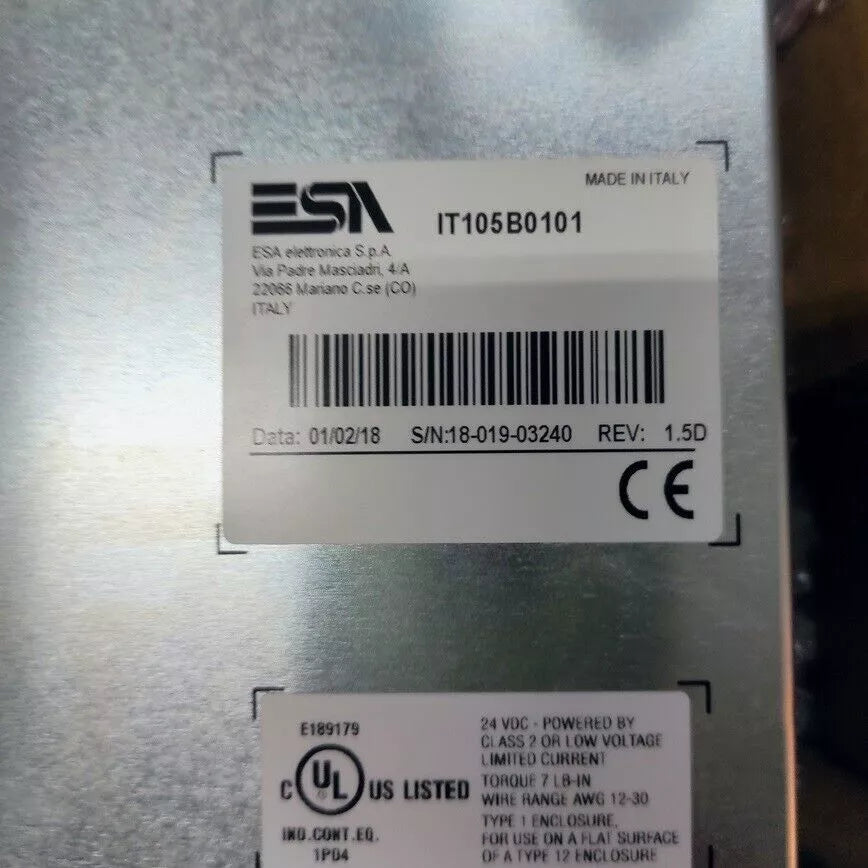 MADE IN ITALY
ESA IT105B0101
ESA elettronica S.p.A
Via Padre Masciadri, 4/A
22066 Mariano C.se (CO)
ITALY
Data: 01/02/18 S/N:18-019-03240 REV: 1.5D
CE
E189179
C UL US LISTED
IND.CONT.EQ.
1PD4
24 VDC - POWERED BY
CLASS 2 OR LOW VOLTAGE
LIMITED CURRENT
TORQUE 7 LB-IN
WIRE RANGE AWG 12-30
TYPE 1 ENCLOSURE,
FOR USE ON A FLAT SURFACE
OF A TYPE 12 ENCLOSURE